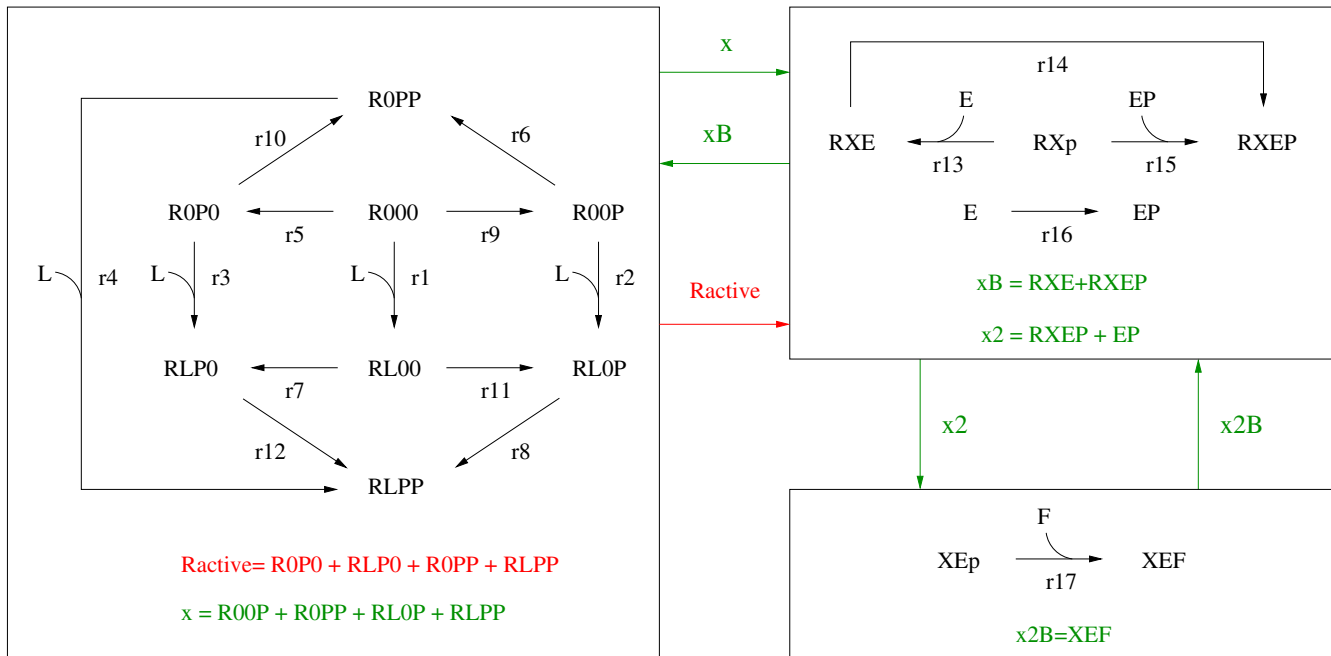 R0PP
r10
r6
R0P0
R000
R00P
r5
r9
L
r4
L
r3
L
r1
L
r2
RLP0
RL00
RL0P
r7
r11
r12
r8
RLPP
Ractive= R0P0 + RLP0 + R0PP + RLPP
x = R00P + R0PP + RL0P + RLPP
x
xB
Ractive
r14
E
EP
RXE
RXp
RXEP
r13
r15
E
EP
r16
xB = RXE+RXEP
x2 = RXEP + EP
x2
x2B
F
XEp
XEF
r17
x2B=XEF